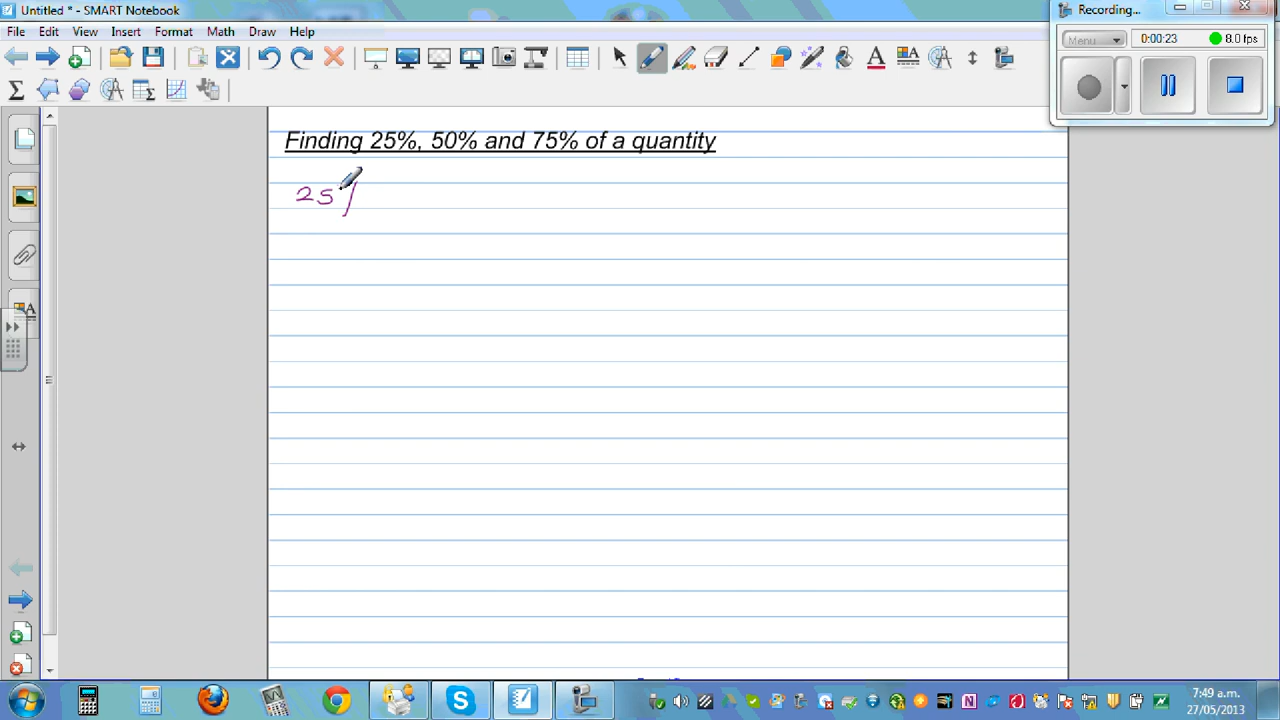 Untitled * - SMART Notebook
Recording...
File Edit View Insert Format Math Draw Help
Menu
0:00:23
8.0 fps
Finding 25%, 50% and 75% of a quantity
25 /
7:49 a.m.
27/05/2013